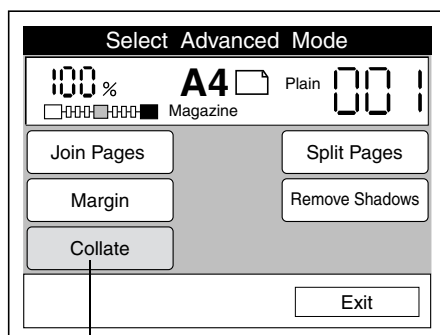 Select Advanced Mode
100 % A4 Plain 001
Magazine
Join Pages Split Pages
Margin Remove Shadows
Collate
Exit